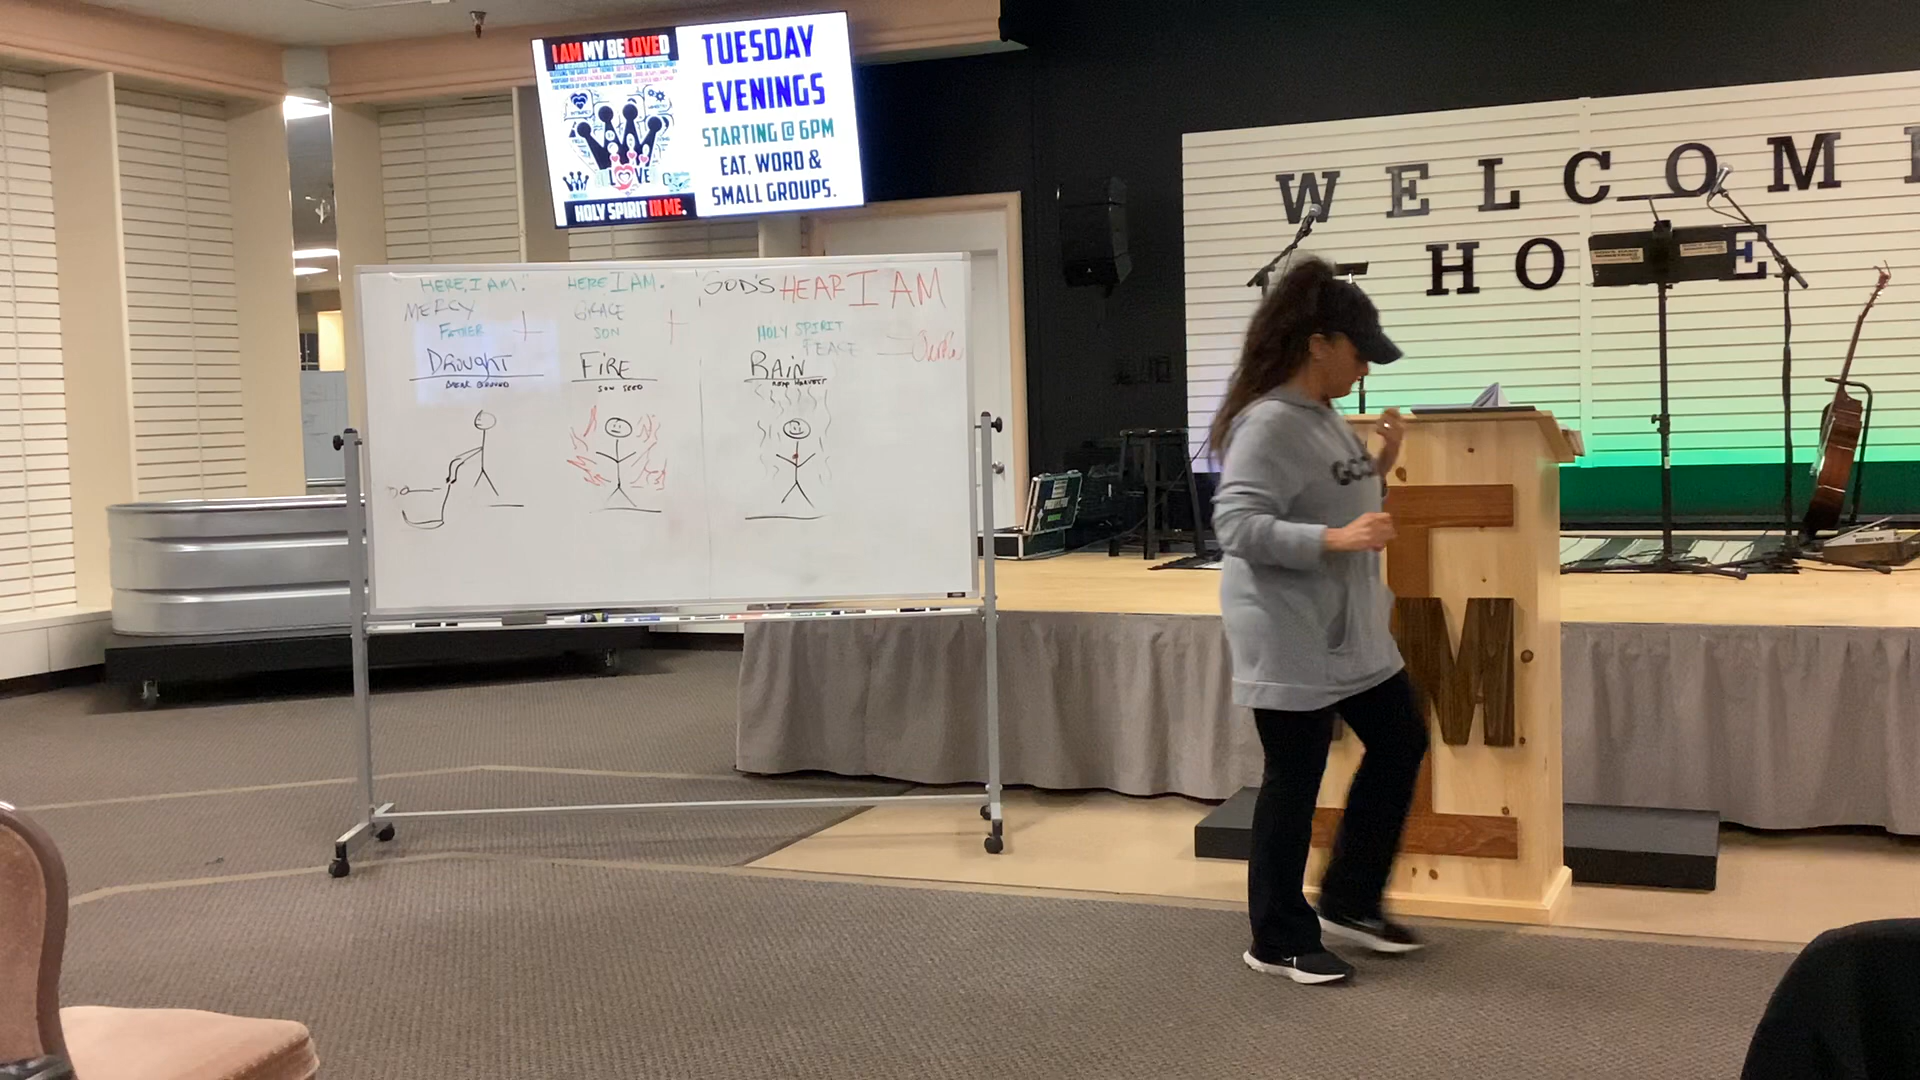 I AM MY BELOVED
TUESDAY
EVENINGS
STARTING @ 6PM
EAT, WORD &
SMALL GROUPS.
LOVE
HOLY SPIRIT IN ME.
WELCOME
HOME
HERE, I AM.
MERCY
FATHER
DROUGHT
BREAK GROUND
HERE I AM.
GRACE
SON
FIRE
SOW SEED
GOD'S HEAR I AM
HOLY SPIRIT
PEACE
RAIN
REAP HARVEST
I
M